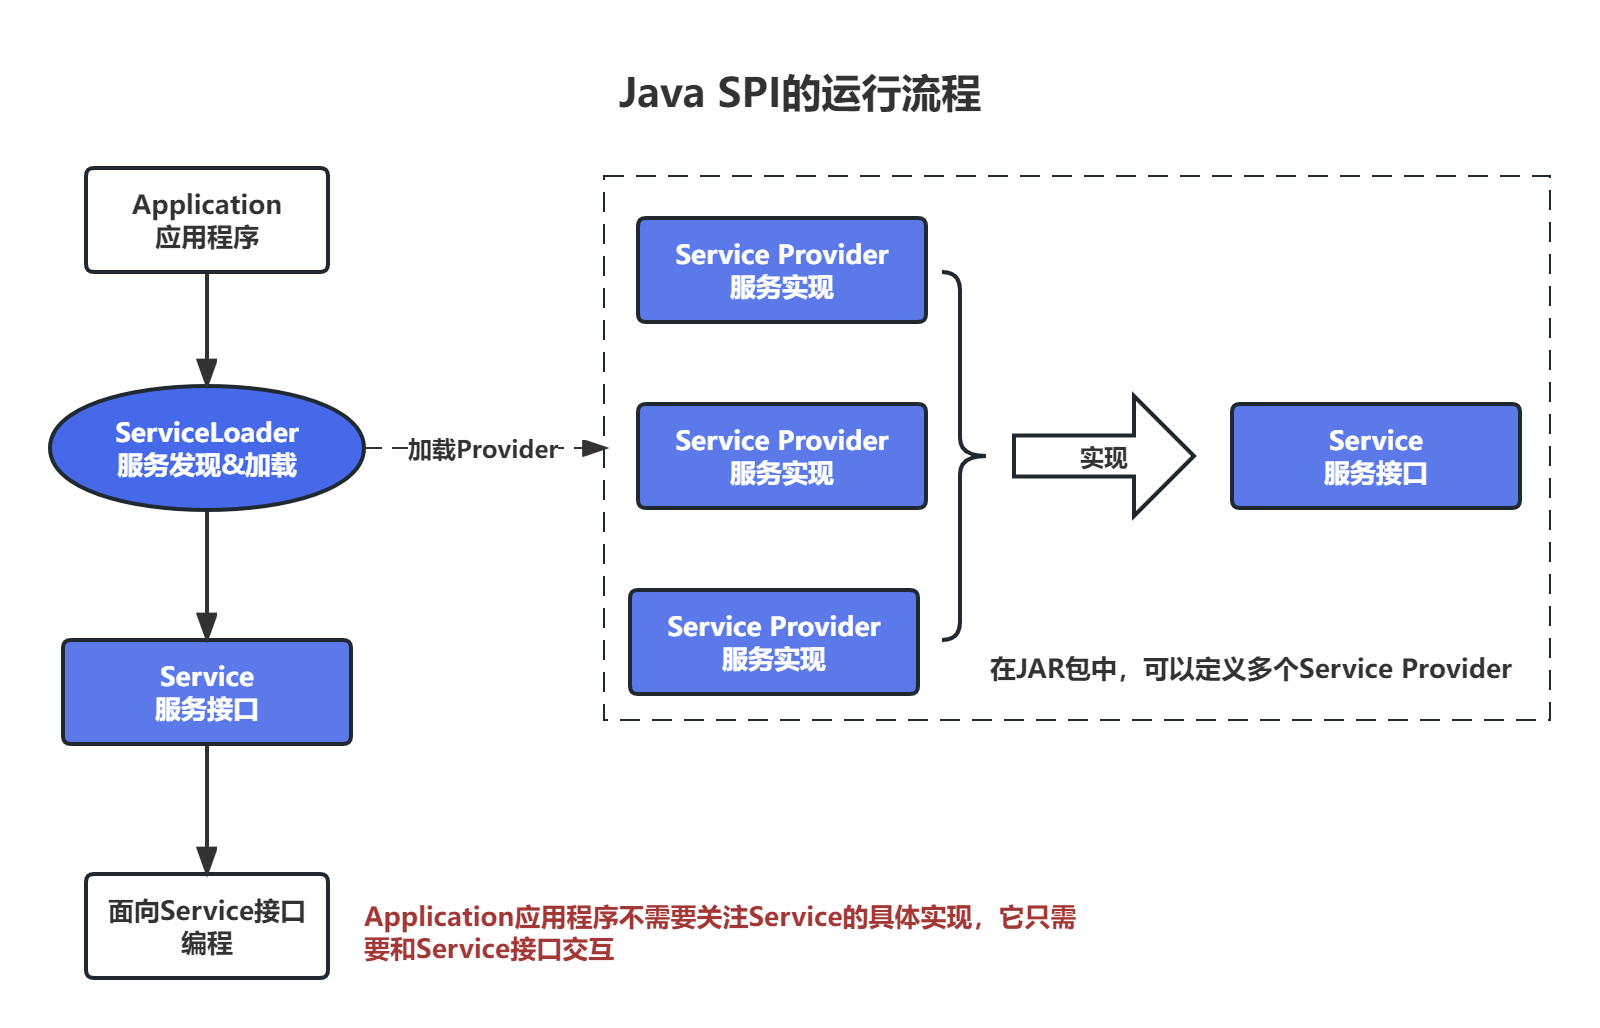 Java SPI的运行流程
Application
应用程序
ServiceLoader
服务发现&加载
加载Provider
Service
服务接口
面向Service接口
编程
Service Provider
服务实现
Service Provider
服务实现
Service Provider
服务实现
实现
Service
服务接口
在JAR包中，可以定义多个Service Provider
Application应用程序不需要关注Service的具体实现，它只需
要和Service接口交互